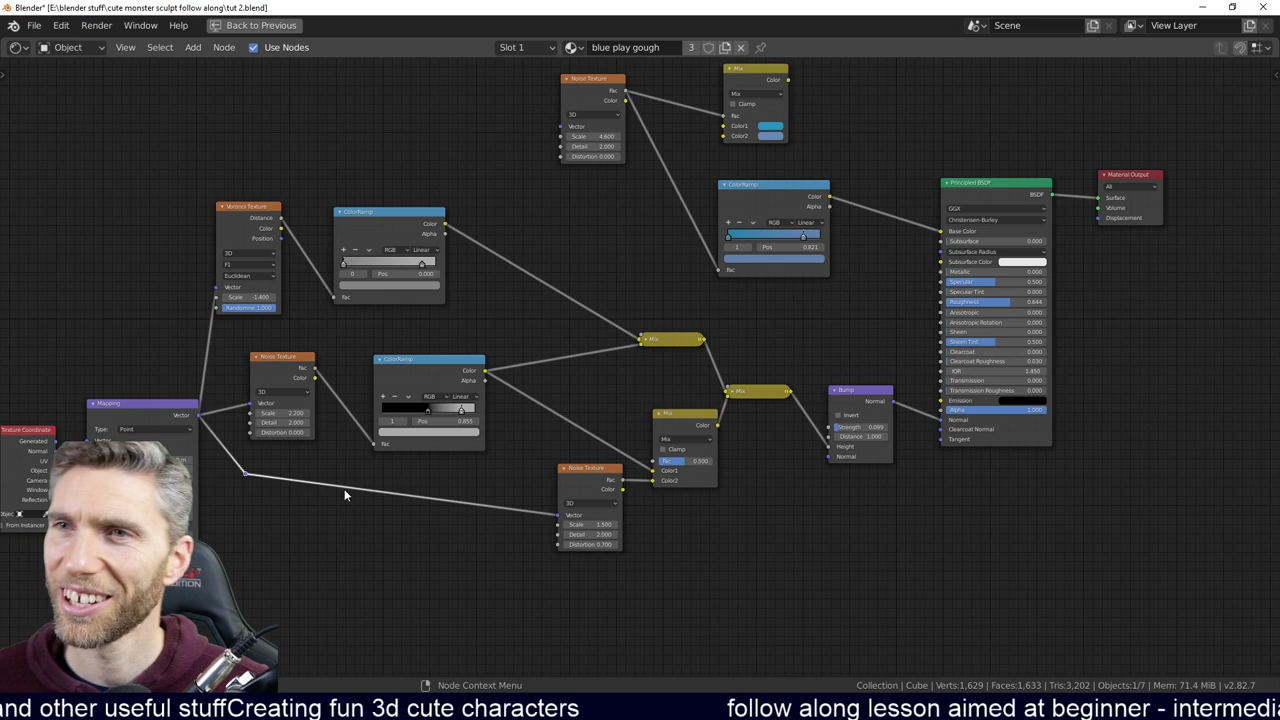 Blender* [E:\blender stuff\cute monster sculpt follow along\tut 2.blend]
File Edit Render Window Help Back to Previous Scene View Layer
Object View Select Add Node Use Nodes Slot 1 blue play gough 3
Noise Texture
Fac
Color
3D
Vector
Scale 4.600
Detail 2.000
Distortion 0.000
Mix
Color
Mix
Clamp
Fac
Color1
Color2
ColorRamp
Color
Alpha
RGB Linear
1 Pos 0.821
Fac
Principled BSDF
BSDF
GGX
Christensen-Burley
Base Color
Subsurface 0.000
Subsurface Radius
Subsurface Color
Metallic 0.000
Specular 0.500
Specular Tint 0.000
Roughness 0.644
Anisotropic 0.000
Anisotropic Rotation 0.000
Sheen 0.000
Sheen Tint 0.500
Clearcoat 0.000
Clearcoat Roughness 0.030
IOR 1.450
Transmission 0.000
Transmission Roughness 0.000
Emission
Alpha 1.000
Normal
Clearcoat Normal
Tangent
Material Output
All
Surface
Volume
Displacement
Voronoi Texture
Distance
Color
Position
3D
F1
Euclidean
Vector
Scale -1.400
Randomne 1.000
ColorRamp
Color
Alpha
RGB Linear
0 Pos 0.000
Fac
Noise Texture
Fac
Color
3D
Vector
Scale 2.200
Detail 2.000
Distortion 0.000
ColorRamp
Color
Alpha
RGB Linear
1 Pos 0.855
Fac
Mix
Mix
Mix
Color
Mix
Clamp
Fac 0.500
Color1
Color2
Bump
Normal
Invert
Strength 0.099
Distance 1.000
Height
Normal
Noise Texture
Fac
Color
3D
Vector
Scale 1.500
Detail 2.000
Distortion 0.700
Mapping
Vector
Type: Point
Texture Coordinate
Generated
Normal
UV
Object
Camera
Window
Reflection
Objec
From Instancer
Node Context Menu
Collection | Cube | Verts:1,629 | Faces:1,633 | Tris:3,202 | Objects:1/7 | Mem: 71.4 MiB | v2.82.7
and other useful stuffCreating fun 3d cute characters follow along lesson aimed at beginner - intermedia